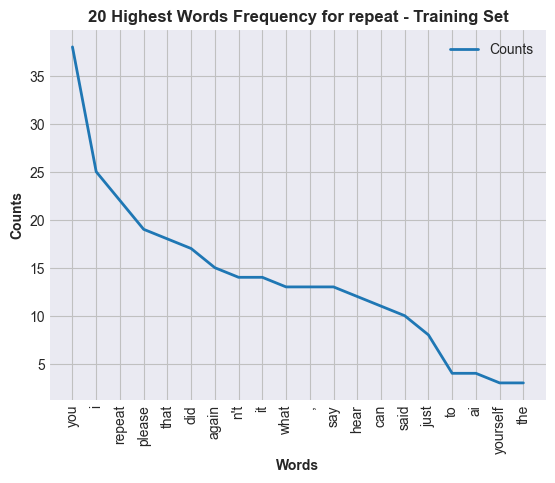 20 Highest Words Frequency for repeat - Training Set
Counts
Counts
35
30
25
20
15
10
5
you
i
repeat
please
that
did
again
n't
it
what
,
say
hear
can
said
just
to
ai
yourself
the
Words